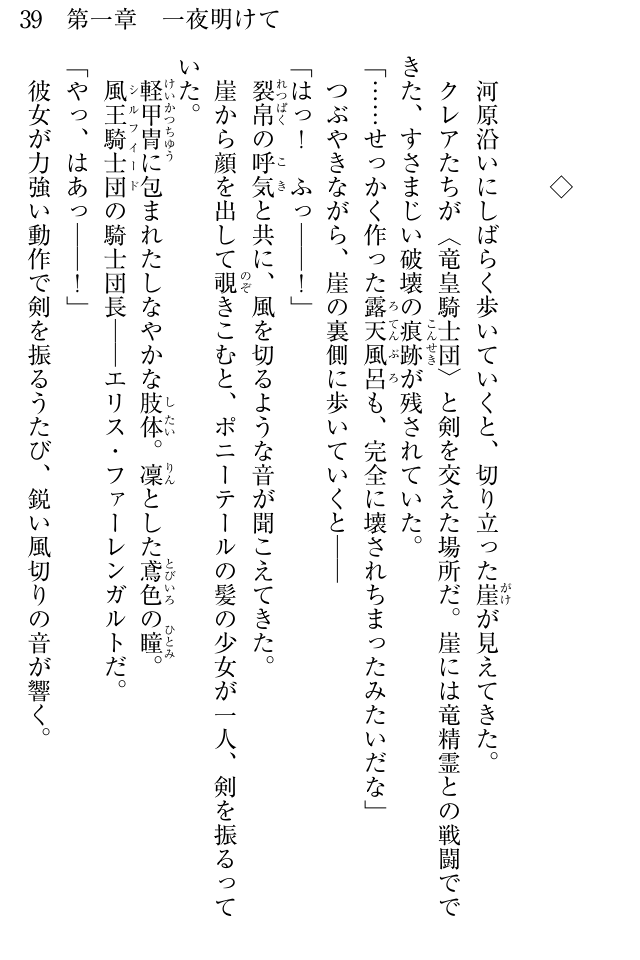 39　第一章　一夜明けて
◇
河原沿いにしばらく歩いていくと、切り立った崖が見えてきた。
クレアたちが〈竜皇騎士団〉と剣を交えた場所だ。崖には竜精霊との戦闘でで
きた、すさまじい破壊の痕跡が残されていた。
「……せっかく作った露天風呂も、完全に壊されちまったみたいだな」
つぶやきながら、崖の裏側に歩いていくと――
「はっ！　ふっ――！」
裂帛の呼気と共に、風を切るような音が聞こえてきた。
崖から顔を出して覗きこむと、ポニーテールの髪の少女が一人、剣を振るって
いた。
軽甲冑に包まれたしなやかな肢体。凜とした鳶色の瞳。
風王騎士団の騎士団長――エリス・ファーレンガルトだ。
「やっ、はあっ――！」
彼女が力強い動作で剣を振るうたび、鋭い風切りの音が響く。